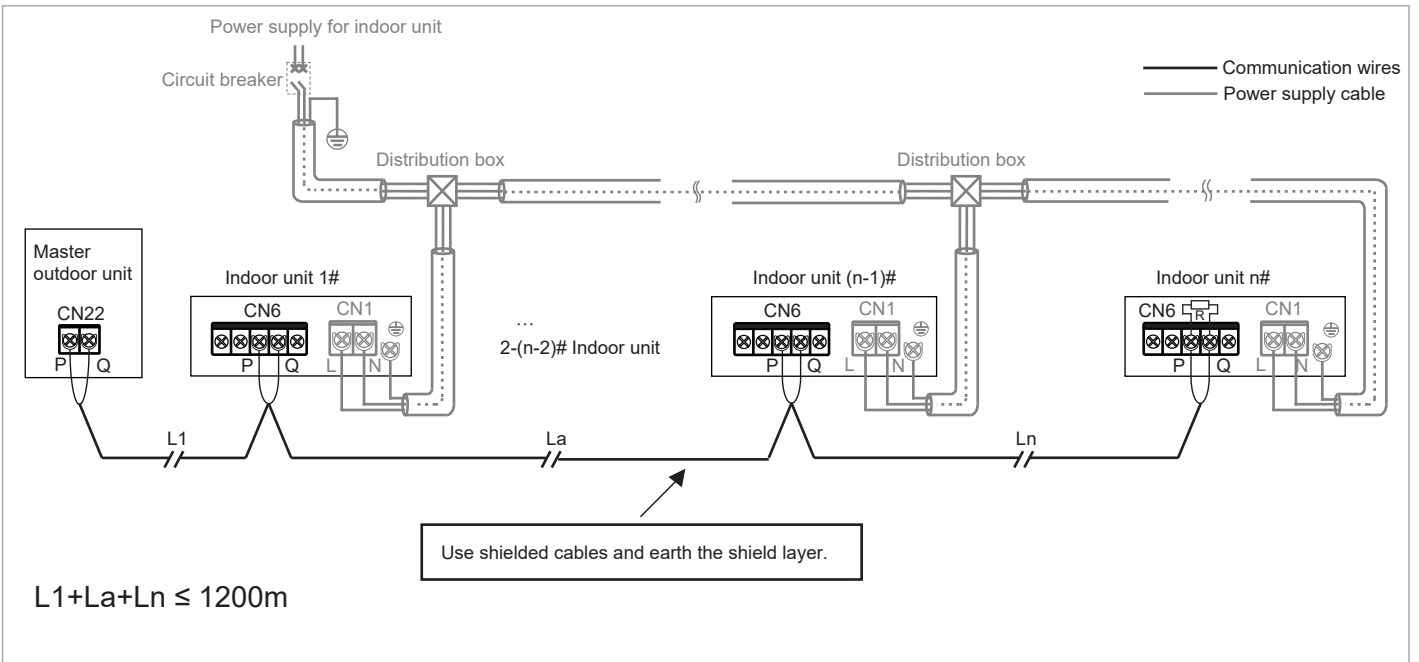 Power supply for indoor unit
Circuit breaker
Communication wires
Power supply cable
Distribution box
Distribution box
Master
outdoor unit
CN22
P Q
Indoor unit 1#
CN6 CN1
P Q L N
...
2-(n-2)# Indoor unit
Indoor unit (n-1)#
CN6 CN1
P Q L N
Indoor unit n#
CN6 R CN1
P Q L N
L1
La
Ln
Use shielded cables and earth the shield layer.
L1+La+Ln ≤ 1200m